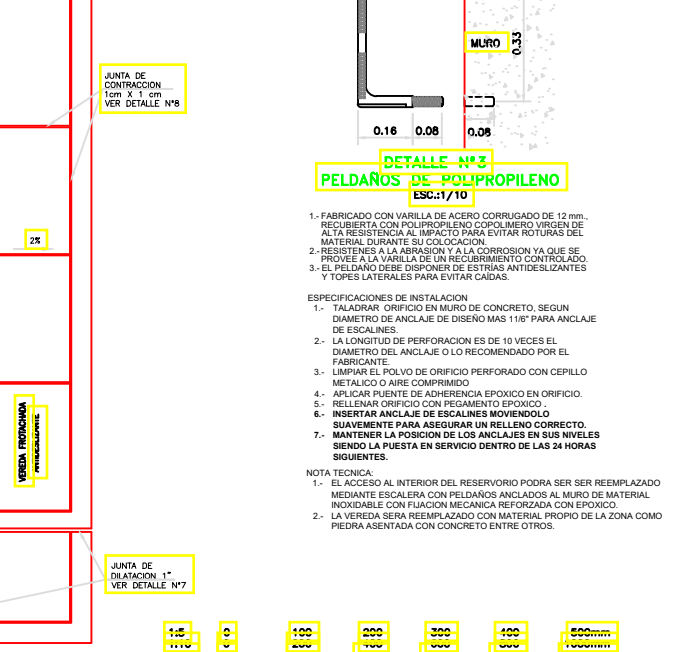 MURO
0.33
JUNTA DE
CONTRACCION
1cm X 1 cm
VER DETALLE N°8
0.16
0.08
0.08
DETALLE N°3
PELDAÑOS DE POLIPROPILENO
ESC.:1/10
1.- FABRICADO CON VARILLA DE ACERO CORRUGADO DE 12 mm.,
RECUBIERTA CON POLIPROPILENO COPOLIMERO VIRGEN DE
ALTA RESISTENCIA AL IMPACTO PARA EVITAR ROTURAS DEL
MATERIAL DURANTE SU COLOCACION.
2.- RESISTENES A LA ABRASION Y A LA CORROSION YA QUE SE
PROVEE A LA VARILLA DE UN RECUBRIMIENTO CONTROLADO.
3.- EL PELDAÑO DEBE DISPONER DE ESTRÍAS ANTIDESLIZANTES
Y TOPES LATERALES PARA EVITAR CAÍDAS.
2%
ESPECIFICACIONES DE INSTALACION
1.- TALADRAR ORIFICIO EN MURO DE CONCRETO, SEGUN
DIAMETRO DE ANCLAJE DE DISEÑO MAS 11/6" PARA ANCLAJE
DE ESCALINES.
2.- LA LONGITUD DE PERFORACION ES DE 10 VECES EL
DIAMETRO DEL ANCLAJE O LO RECOMENDADO POR EL
FABRICANTE.
3.- LIMPIAR EL POLVO DE ORIFICIO PERFORADO CON CEPILLO
METALICO O AIRE COMPRIMIDO
4.- APLICAR PUENTE DE ADHERENCIA EPOXICO EN ORIFICIO.
5.- RELLENAR ORIFICIO CON PEGAMENTO EPOXICO .
6.- INSERTAR ANCLAJE DE ESCALINES MOVIENDOLO
SUAVEMENTE PARA ASEGURAR UN RELLENO CORRECTO.
7.- MANTENER LA POSICION DE LOS ANCLAJES EN SUS NIVELES
SIENDO LA PUESTA EN SERVICIO DENTRO DE LAS 24 HORAS
SIGUIENTES.
VEREDA FROTACHADA
ANTIDESLIZANTE
NOTA TECNICA:
1.- EL ACCESO AL INTERIOR DEL RESERVORIO PODRA SER SER REEMPLAZADO
MEDIANTE ESCALERA CON PELDAÑOS ANCLADOS AL MURO DE MATERIAL
INOXIDABLE CON FIJACION MECANICA REFORZADA CON EPOXICO.
2.- LA VEREDA SERA REEMPLAZADO CON MATERIAL PROPIO DE LA ZONA COMO
PIEDRA ASENTADA CON CONCRETO ENTRE OTROS.
JUNTA DE
DILATACION 1"
VER DETALLE N°7
1:5 0 100 200 300 400 500mm
1:10 0 200 400 600 800 1000mm